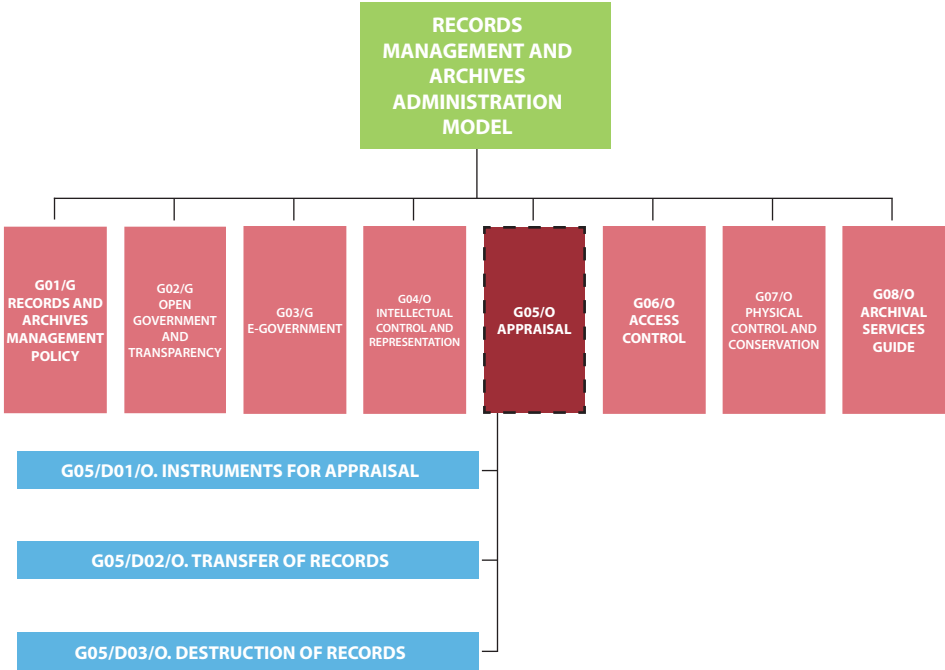 RECORDS
MANAGEMENT AND
ARCHIVES
ADMINISTRATION
MODEL
G01/G
RECORDS AND
ARCHIVES
MANAGEMENT
POLICY
G02/G
OPEN
GOVERNMENT
AND
TRANSPARENCY
G03/G
E-GOVERNMENT
G04/O
INTELLECTUAL
CONTROL AND
REPRESENTATION
G05/O
APPRAISAL
G06/O
ACCESS
CONTROL
G07/O
PHYSICAL
CONTROL AND
CONSERVATION
G08/O
ARCHIVAL
SERVICES
GUIDE
G05/D01/O. INSTRUMENTS FOR APPRAISAL
G05/D02/O. TRANSFER OF RECORDS
G05/D03/O. DESTRUCTION OF RECORDS